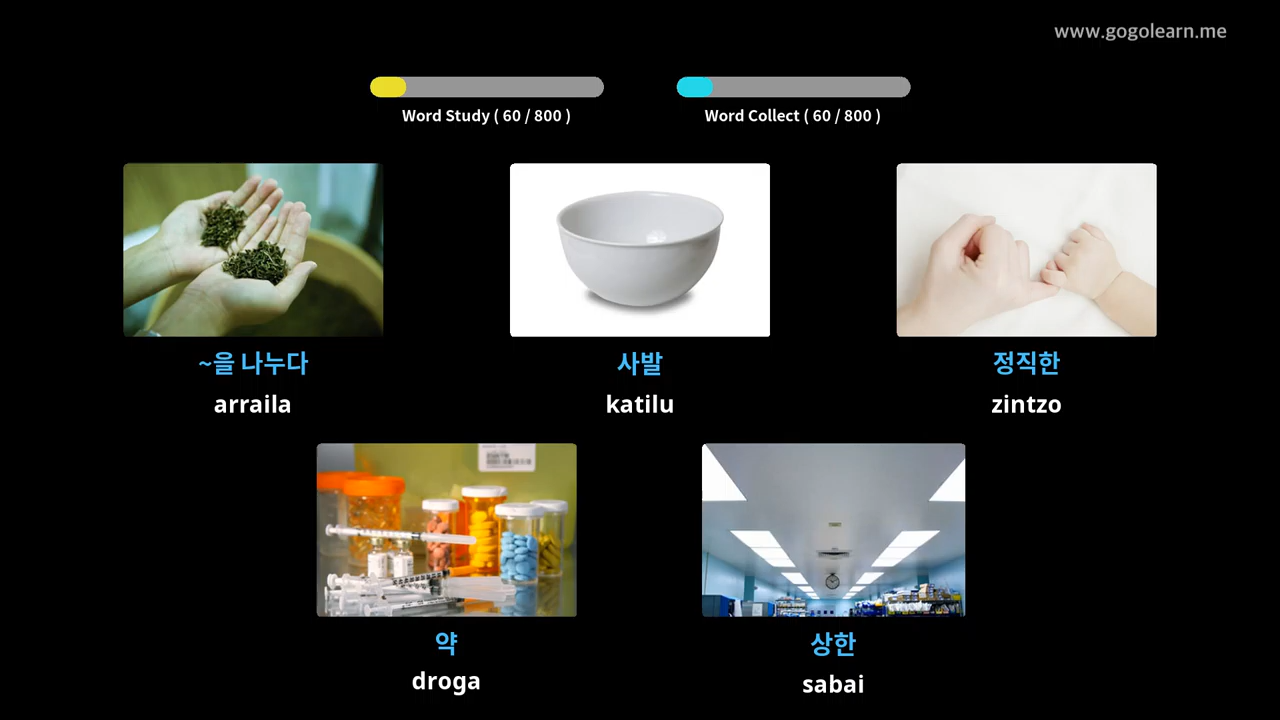 www.gogolearn.me
Word Study ( 60 / 800 )
Word Collect ( 60 / 800 )
~을 나누다
arraila
사발
katilu
정직한
zintzo
약
droga
상한
sabai